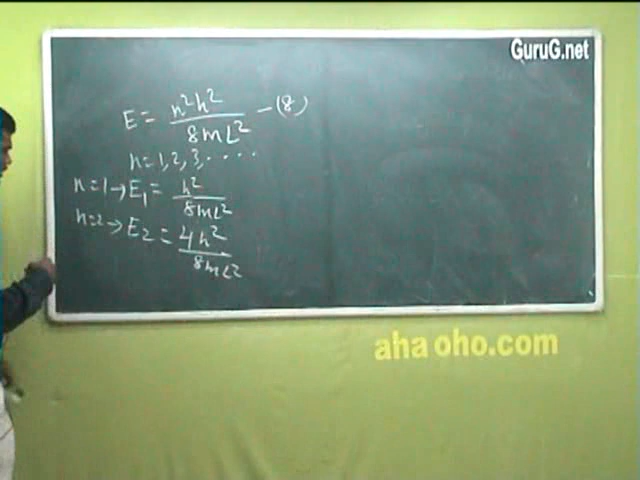 GuruG.net
E = n²h² / 8mL² — (8)
n=1,2,3,· · · ·
n=1→E₁ = h² / 8mL²
n=2→E₂ = 4h² / 8mL²
aha oho.com